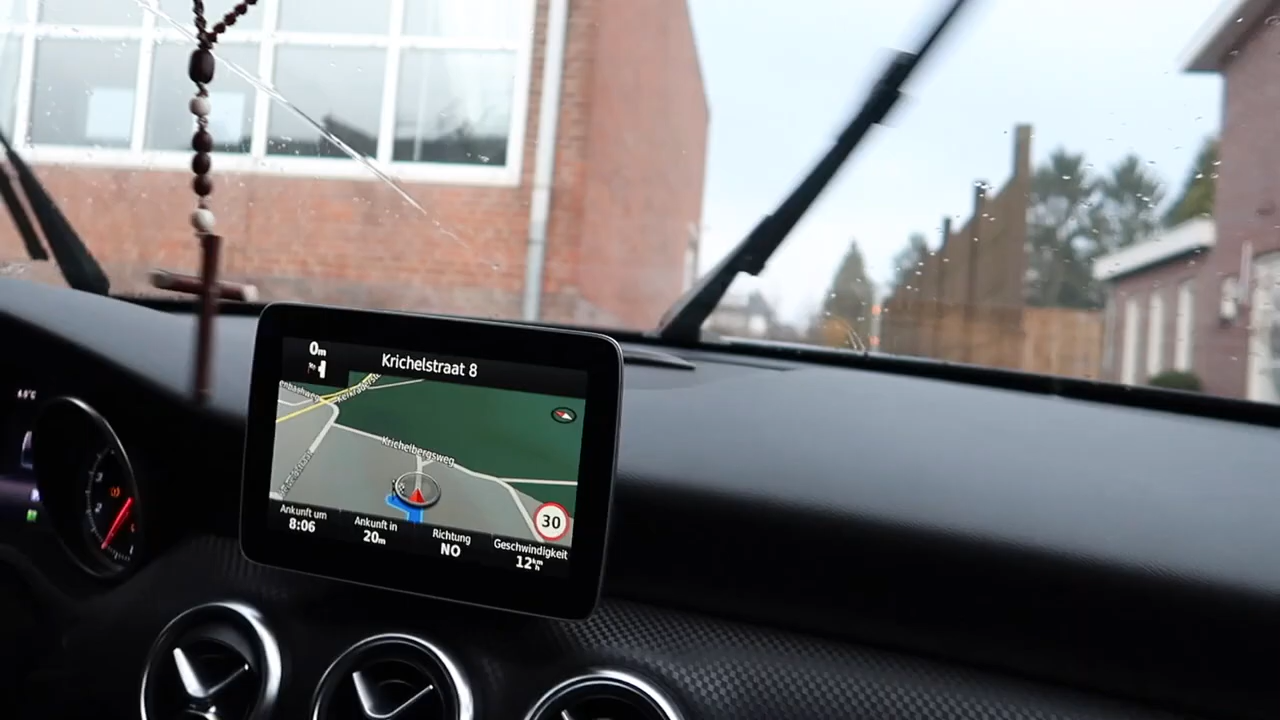 0m
Krichelstraat 8
Krichelbergsweg
30
Ankunft um
8:06
Ankunft in
20m
Richtung
NO
Geschwindigkeit
12km/h